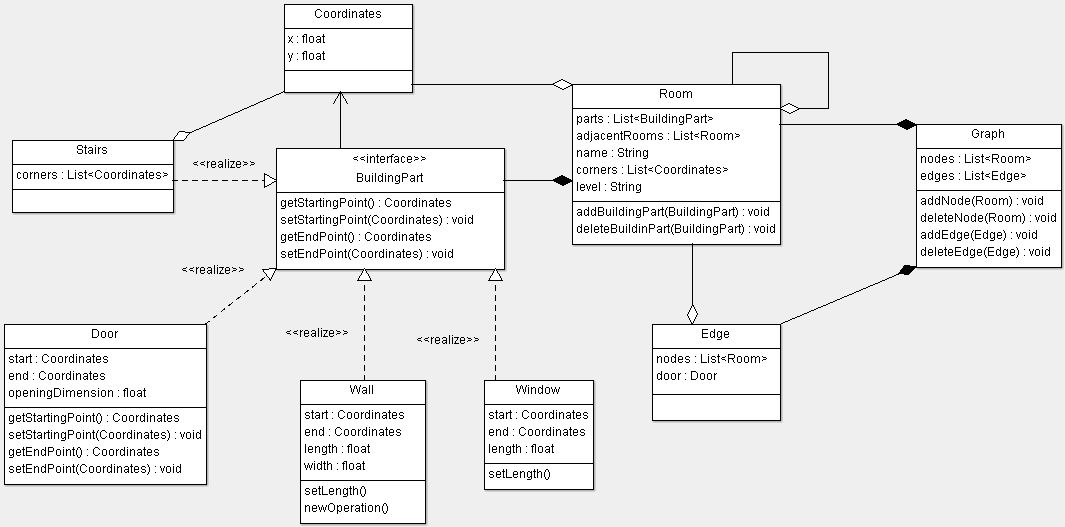 Coordinates
x : float
y : float
Room
parts : List<BuildingPart>
adjacentRooms : List<Room>
name : String
corners : List<Coordinates>
level : String
addBuildingPart(BuildingPart) : void
deleteBuildinPart(BuildingPart) : void
Graph
nodes : List<Room>
edges : List<Edge>
addNode(Room) : void
deleteNode(Room) : void
addEdge(Edge) : void
deleteEdge(Edge) : void
Stairs
corners : List<Coordinates>
<<realize>>
<<interface>>
BuildingPart
getStartingPoint() : Coordinates
setStartingPoint(Coordinates) : void
getEndPoint() : Coordinates
setEndPoint(Coordinates) : void
<<realize>>
<<realize>>
<<realize>>
Door
start : Coordinates
end : Coordinates
openingDimension : float
getStartingPoint() : Coordinates
setStartingPoint(Coordinates) : void
getEndPoint() : Coordinates
setEndPoint(Coordinates) : void
Wall
start : Coordinates
end : Coordinates
length : float
width : float
setLength()
newOperation()
Window
start : Coordinates
end : Coordinates
length : float
setLength()
Edge
nodes : List<Room>
door : Door